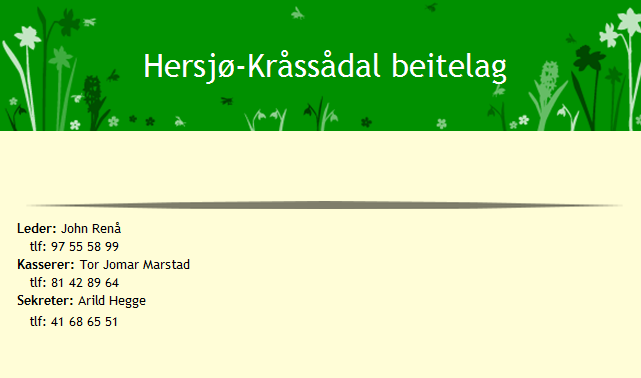 Hersjø-Kråssådal beitelag
Leder: John Renå
tlf: 97 55 58 99
Kasserer: Tor Jomar Marstad
tlf: 81 42 89 64
Sekreter: Arild Hegge
tlf: 41 68 65 51